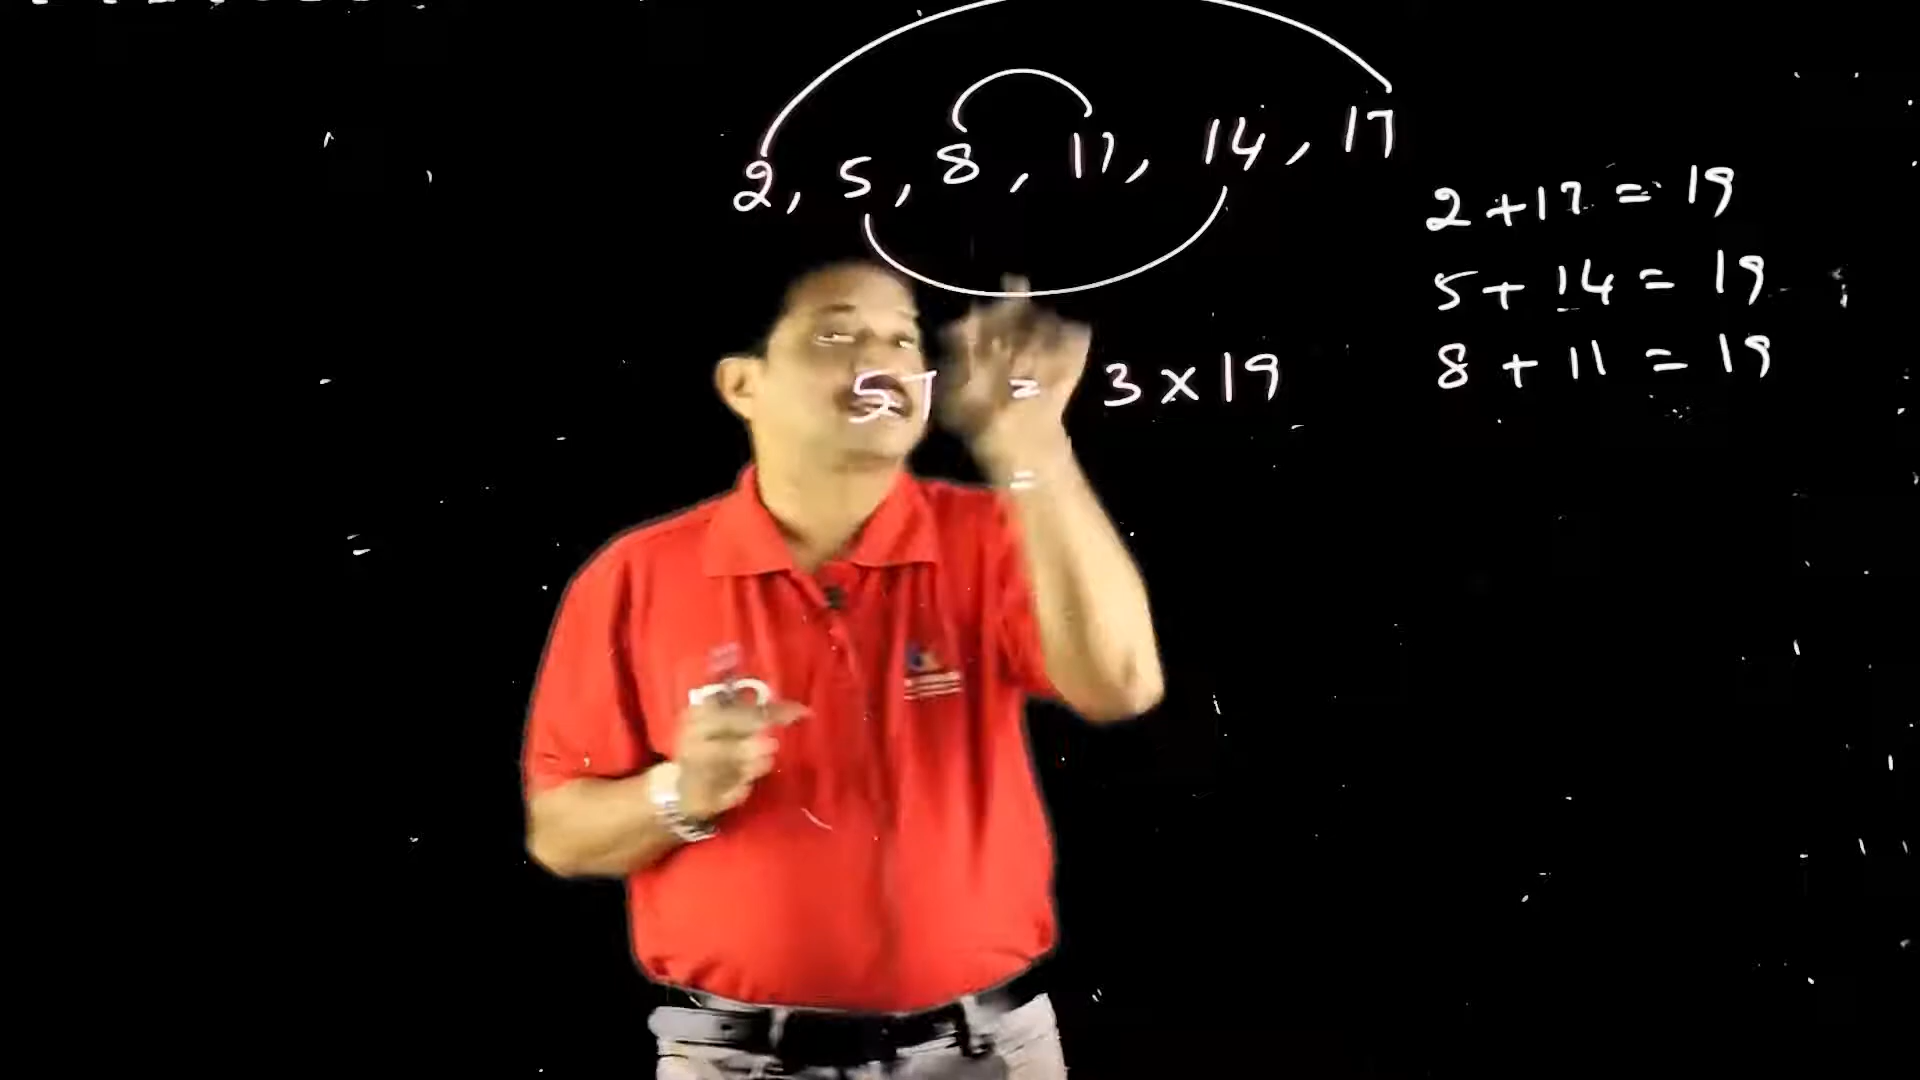 2, 5, 8, 11, 14, 17
2 + 17 = 19
5 + 14 = 19
8 + 11 = 19
57 = 3 x 19